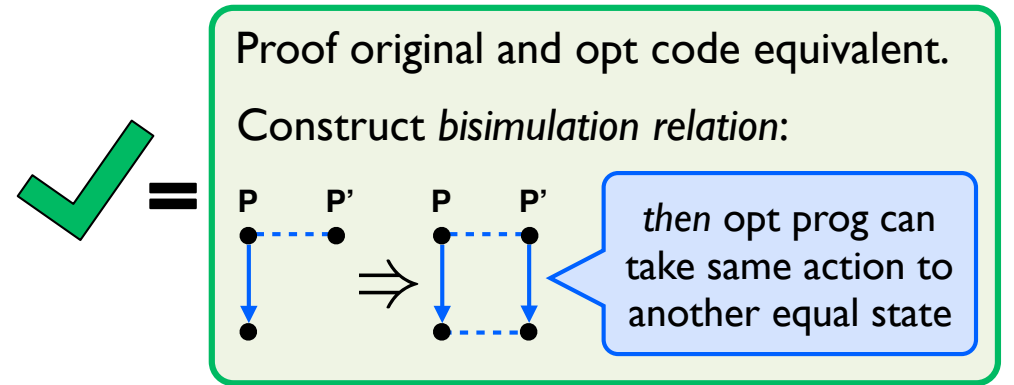 Proof original and opt code equivalent.
Construct bisimulation relation:
=
P P’ P P’
⇒
then opt prog can
take same action to
another equal state